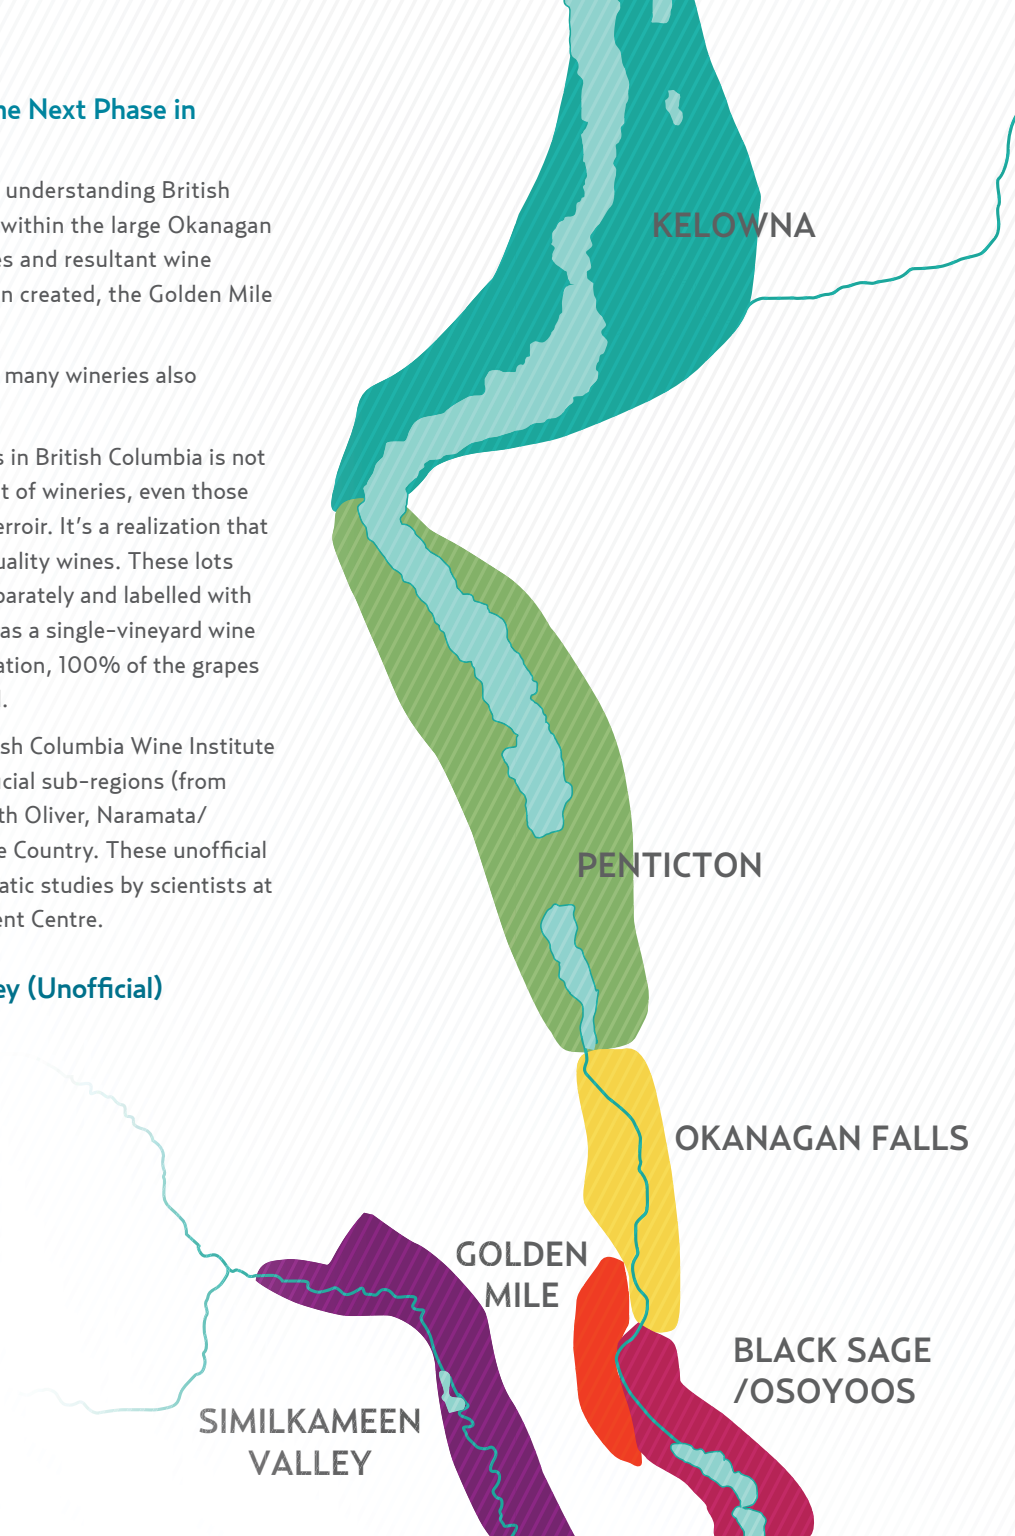 ne Next Phase in
understanding British
within the large Okanagan
es and resultant wine
n created, the Golden Mile
many wineries also
s in British Columbia is not
t of wineries, even those
erroir. It's a realization that
uality wines. These lots
parately and labelled with
as a single-vineyard wine
ation, 100% of the grapes
l.
sh Columbia Wine Institute
icial sub-regions (from
th Oliver, Naramata/
e Country. These unofficial
atic studies by scientists at
ent Centre.
ey (Unofficial)
KELOWNA
PENTICTON
OKANAGAN FALLS
GOLDEN
MILE
BLACK SAGE
/OSOYOOS
SIMILKAMEEN
VALLEY